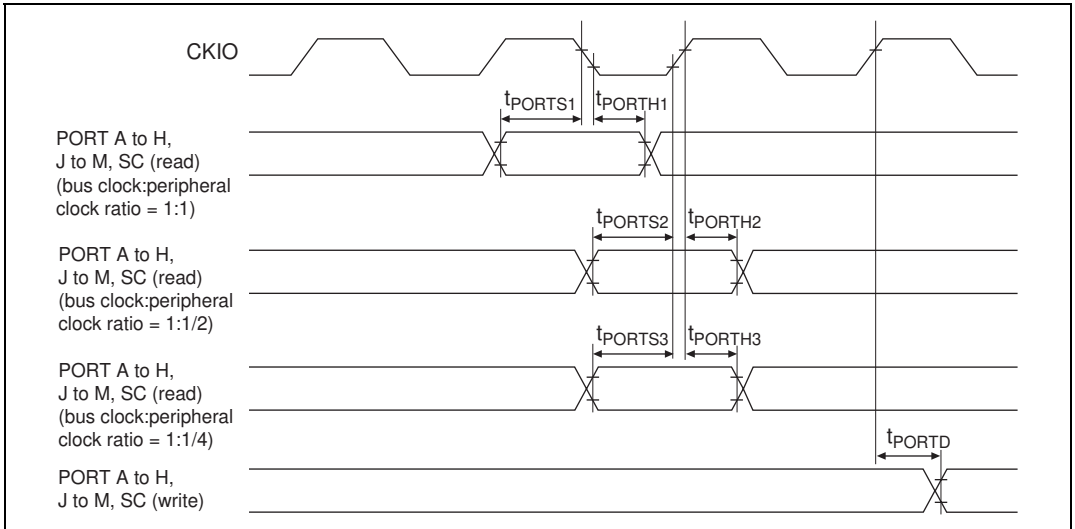 CKIO
tPORTS1 tPORTH1
PORT A to H,
J to M, SC (read)
(bus clock:peripheral
clock ratio = 1:1)
tPORTS2 tPORTH2
PORT A to H,
J to M, SC (read)
(bus clock:peripheral
clock ratio = 1:1/2)
tPORTS3 tPORTH3
PORT A to H,
J to M, SC (read)
(bus clock:peripheral
clock ratio = 1:1/4)
tPORTD
PORT A to H,
J to M, SC (write)